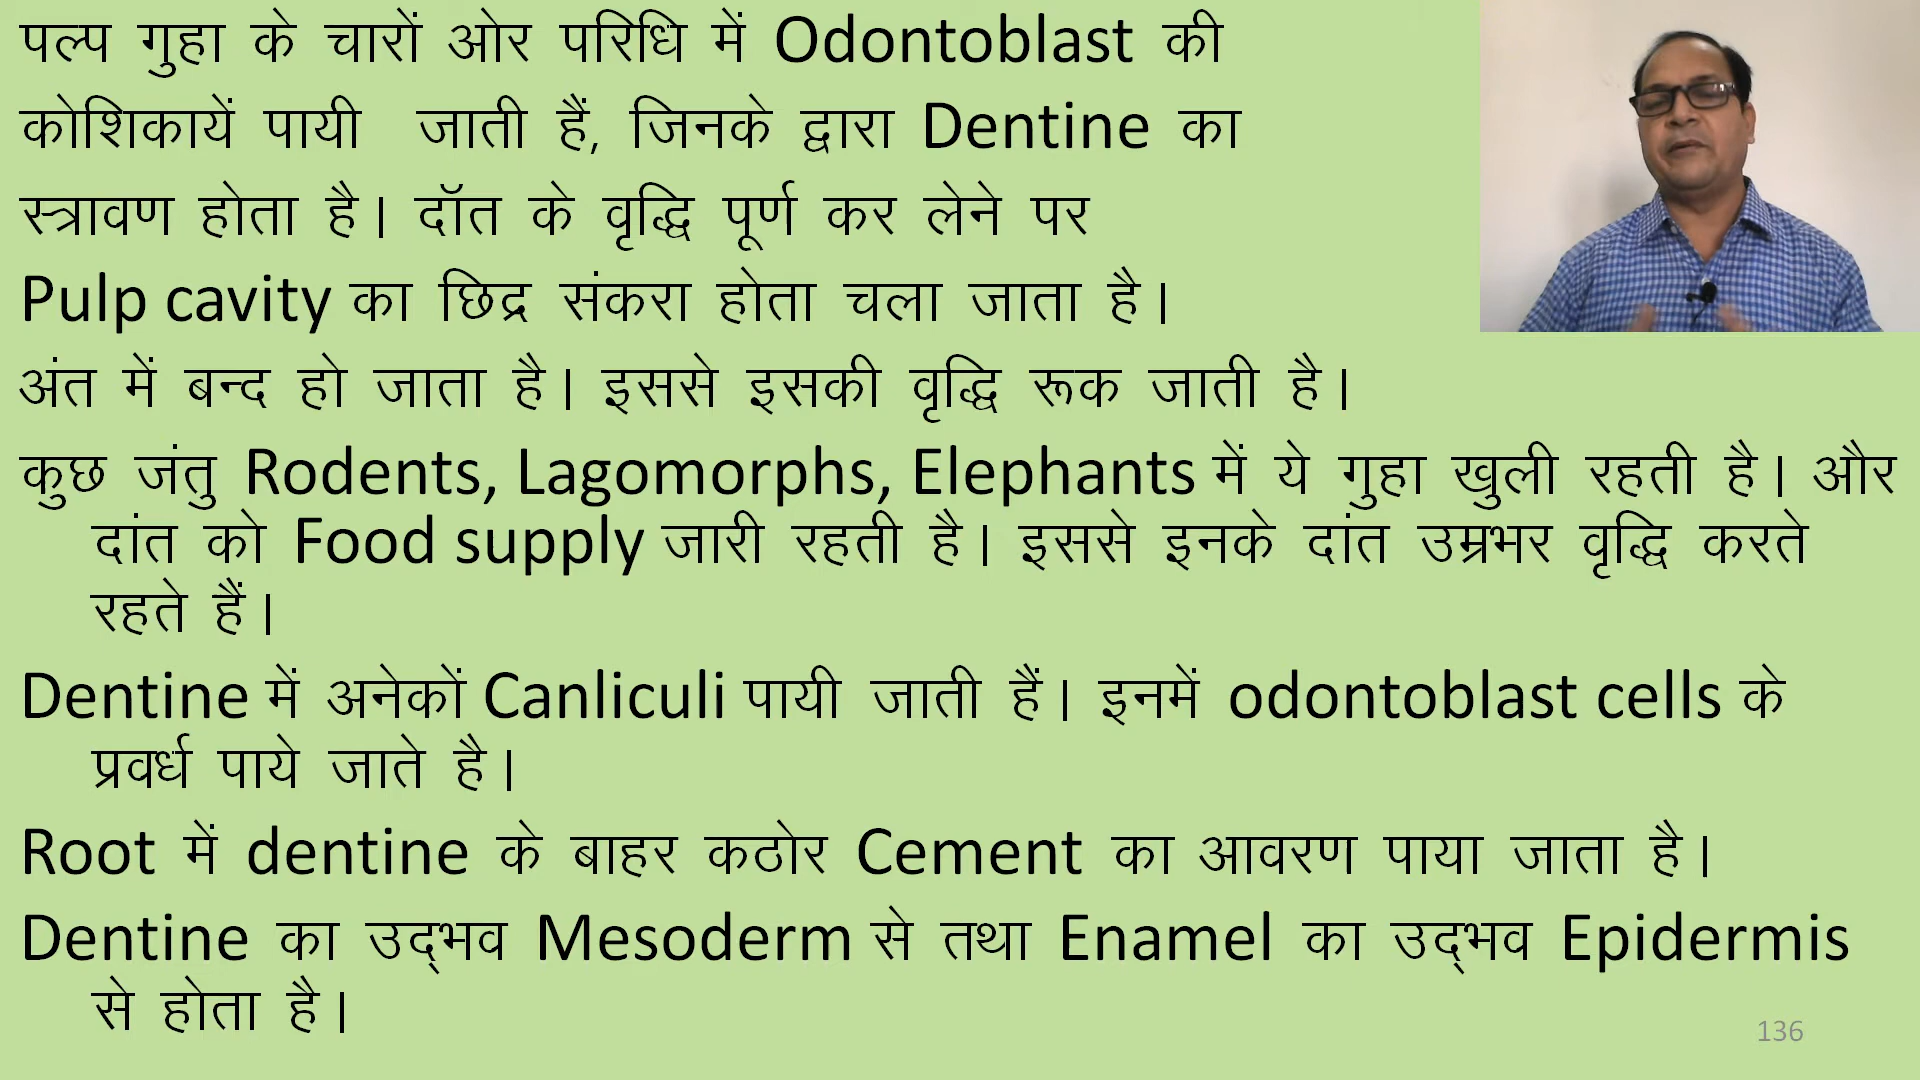 पल्प गुहा के चारों ओर परिधि में Odontoblast की
कोशिकायें पायी जाती हैं, जिनके द्वारा Dentine का
स्त्रावण होता है। दॉत के वृद्धि पूर्ण कर लेने पर
Pulp cavity का छिद्र संकरा होता चला जाता है।
अंत में बन्द हो जाता है। इससे इसकी वृद्धि रूक जाती है।
कुछ जंतु Rodents, Lagomorphs, Elephants में ये गुहा खुली रहती है। और
दांत को Food supply जारी रहती है। इससे इनके दांत उम्रभर वृद्धि करते
रहते हैं।
Dentine में अनेकों Canliculi पायी जाती हैं। इनमें odontoblast cells के
प्रवर्ध पाये जाते है।
Root में dentine के बाहर कठोर Cement का आवरण पाया जाता है।
Dentine का उद्भव Mesoderm से तथा Enamel का उद्भव Epidermis
से होता है।
136